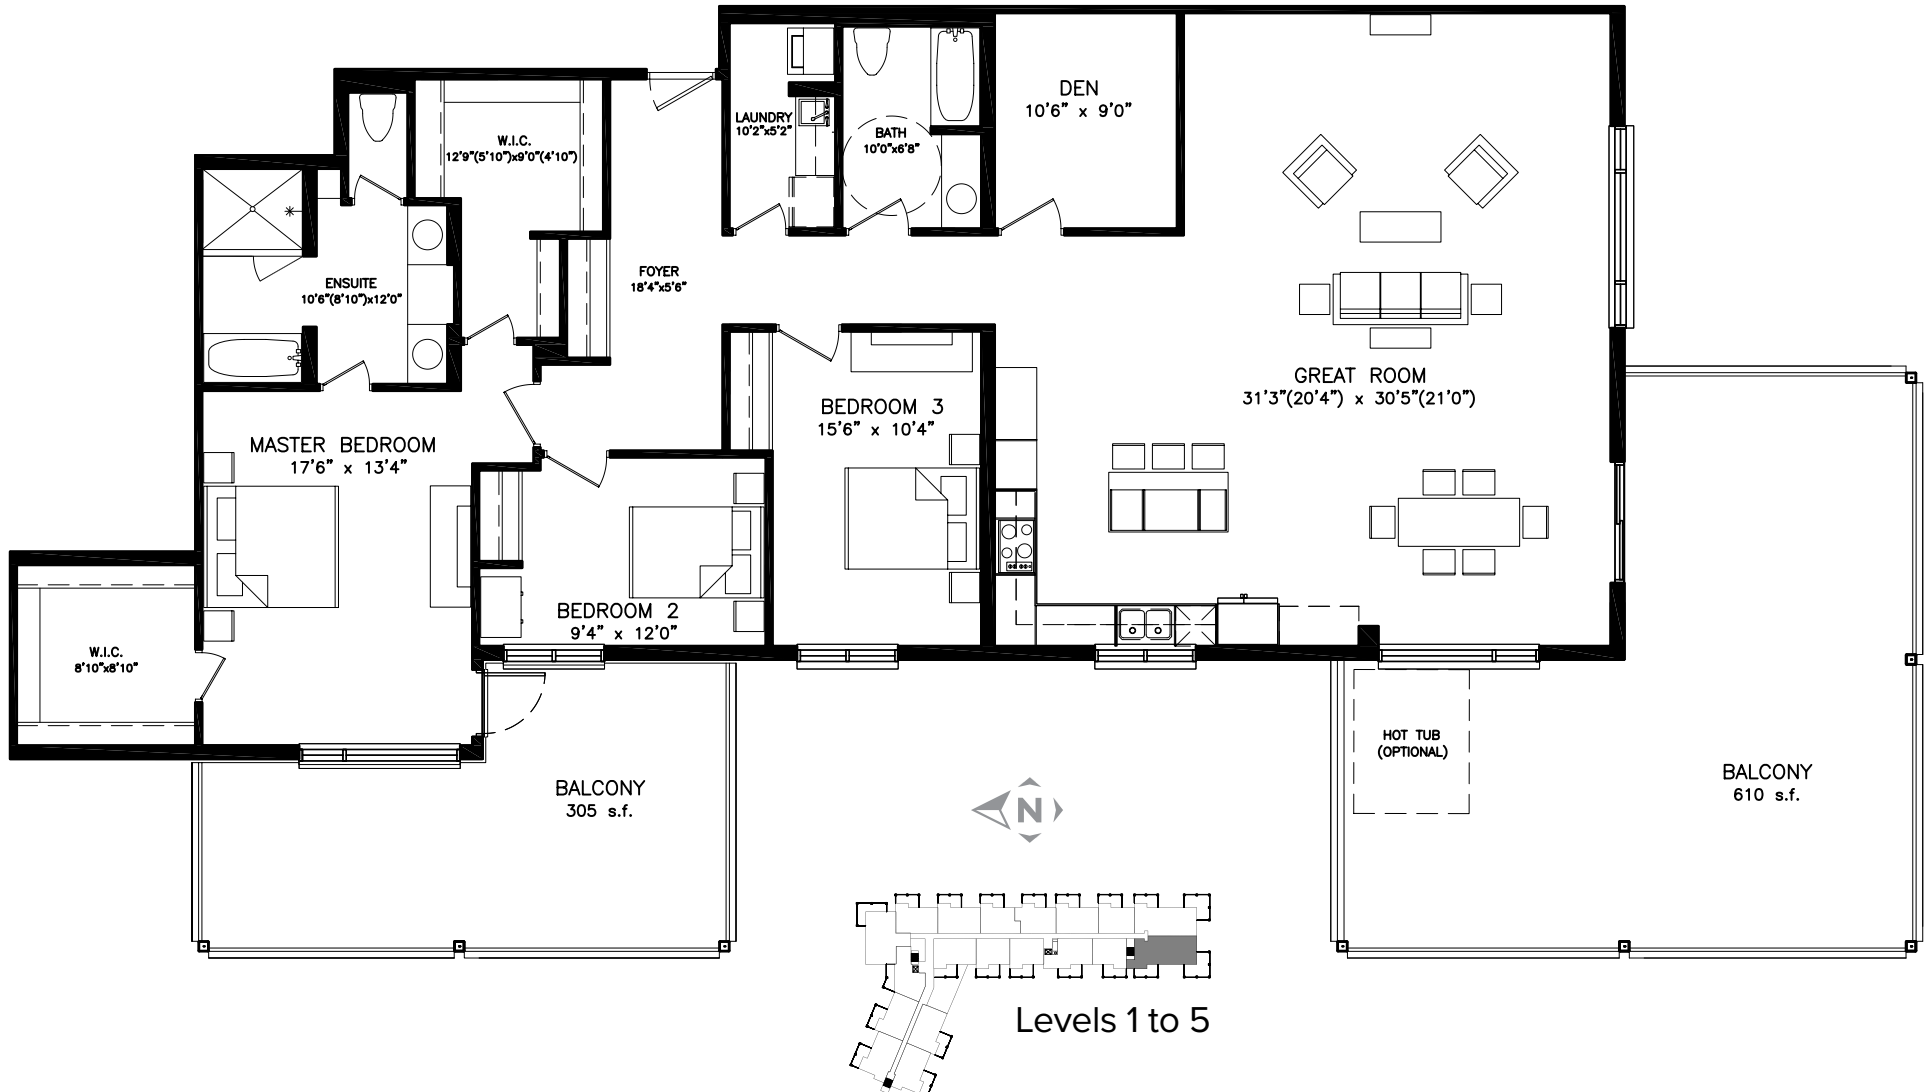 DEN
10'6" x 9'0"
LAUNDRY
10'2"x5'2"
BATH
10'0"x6'8"
W.I.C.
12'9"(5'10")x9'0"(4'10")
FOYER
18'4"x5'6"
ENSUITE
10'6"(8'10")x12'0"
GREAT ROOM
31'3"(20'4") x 30'5"(21'0")
BEDROOM 3
15'6" x 10'4"
MASTER BEDROOM
17'6" x 13'4"
BEDROOM 2
9'4" x 12'0"
W.I.C.
8'10"x8'10"
HOT TUB
(OPTIONAL)
BALCONY
610 s.f.
BALCONY
305 s.f.
N
Levels 1 to 5